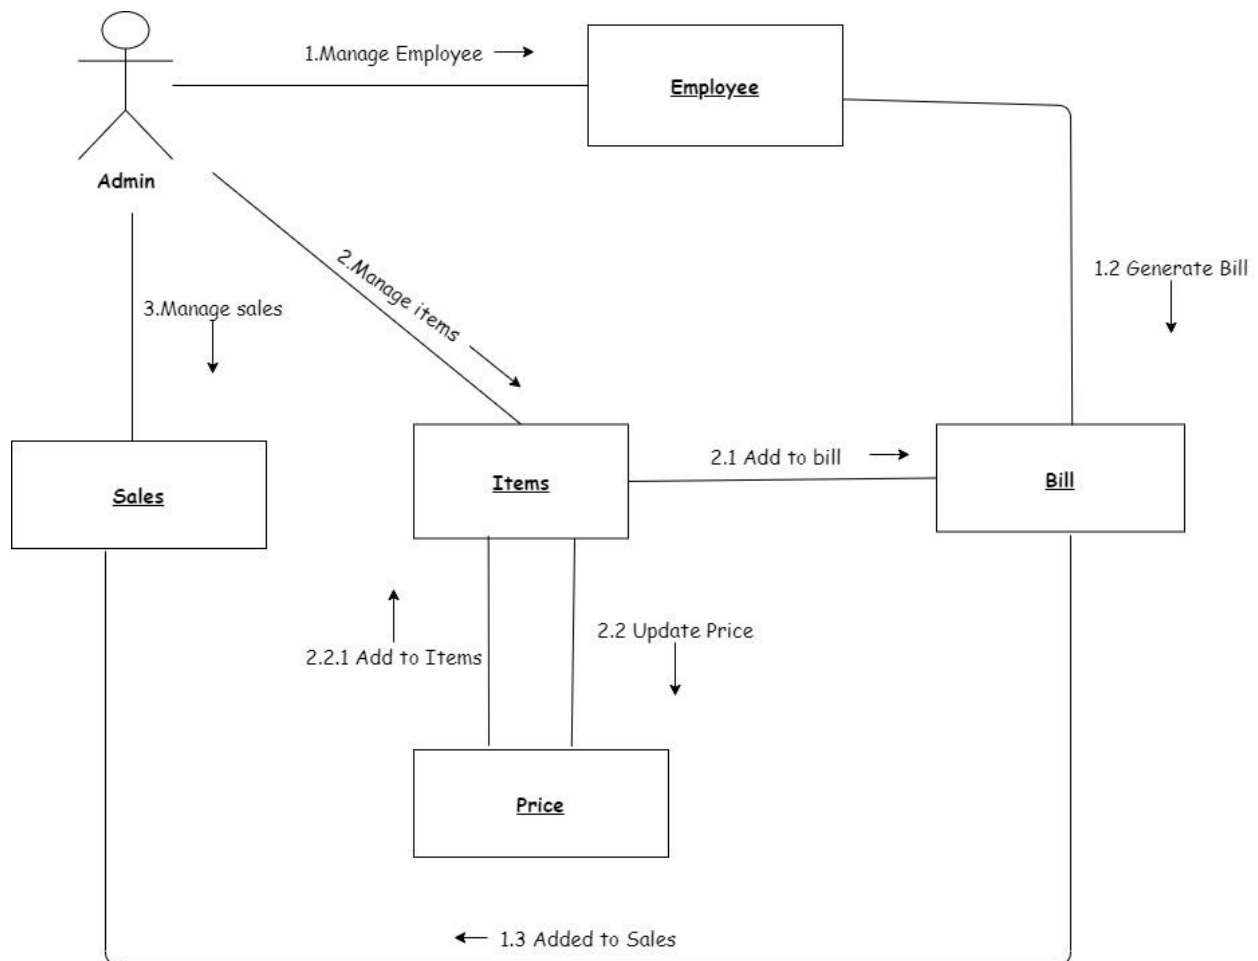 1.Manage Employee
Employee
Admin
2.Manage items
1.2 Generate Bill
3.Manage sales
2.1 Add to bill
Sales
Items
Bill
2.2 Update Price
2.2.1 Add to Items
Price
1.3 Added to Sales